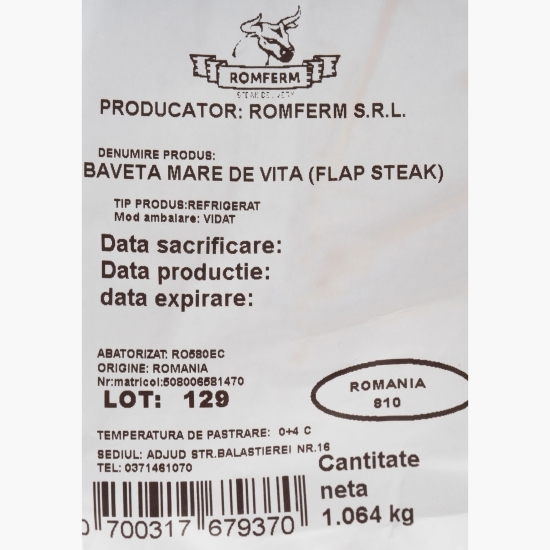 ROMFERM
STEAK DELIVERY
PRODUCATOR: ROMFERM S.R.L.
DENUMIRE PRODUS:
BAVETA MARE DE VITA (FLAP STEAK)
TIP PRODUS:REFRIGERAT
Mod ambalare: VIDAT
Data sacrificare:
Data productie:
data expirare:
ABATORIZAT: RO580EC
ORIGINE: ROMANIA
Nr:matricol:508006581470
LOT: 129
ROMANIA
810
TEMPERATURA DE PASTRARE: 0+4 C
SEDIUL: ADJUD STR.BALASTIEREI NR.16
TEL: 0371461070
Cantitate
neta
1.064 kg
0 700317 679370